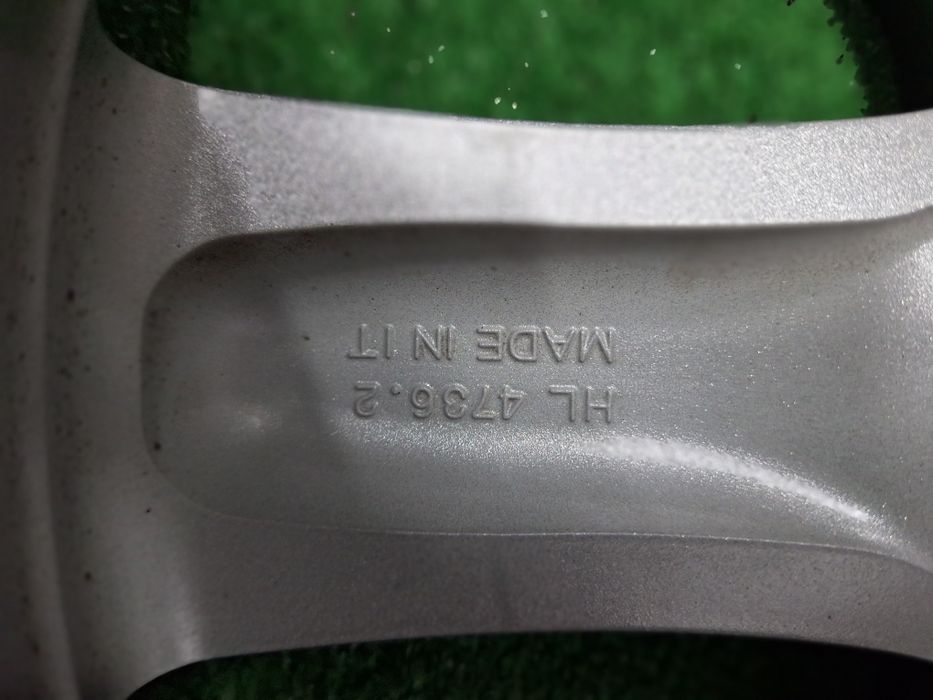 HL 4736.2
MADE IN IT